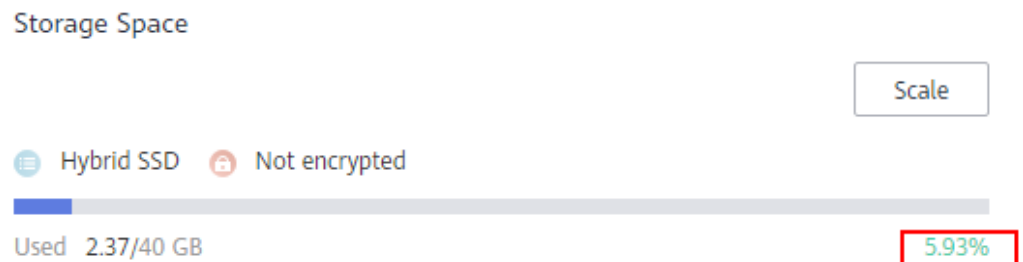 Storage Space
Scale
Hybrid SSD Not encrypted
Used 2.37/40 GB 5.93%